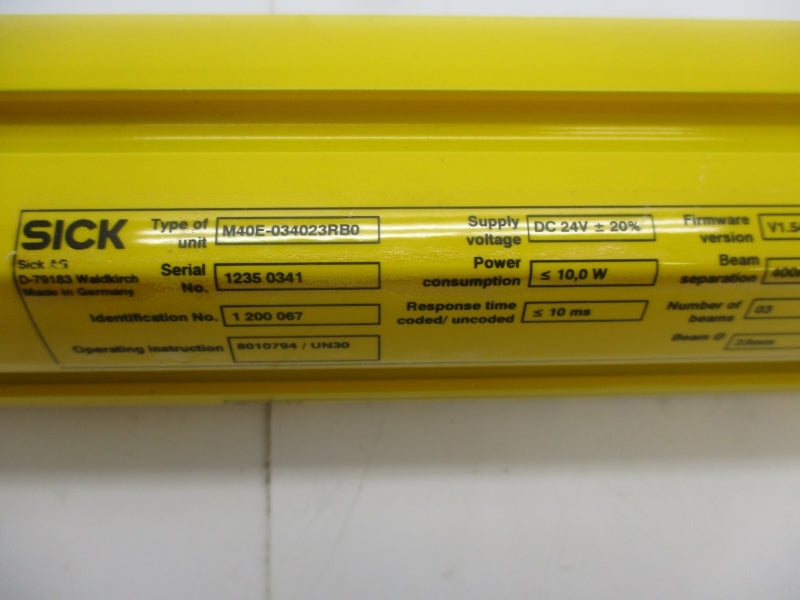 SICK
Sick AG
D-79183 Waldkirch
Made in Germany
Type of unit M40E-034023RB0
Serial No. 1235 0341
Identification No. 1 200 067
Operating instruction 8010794 / UN30
Supply voltage DC 24V ± 20%
Power consumption ≤ 10,0 W
Response time coded/ uncoded ≤ 10 ms
Firmware version
Beam separation
Number of beams 03
Beam Ø 23mm